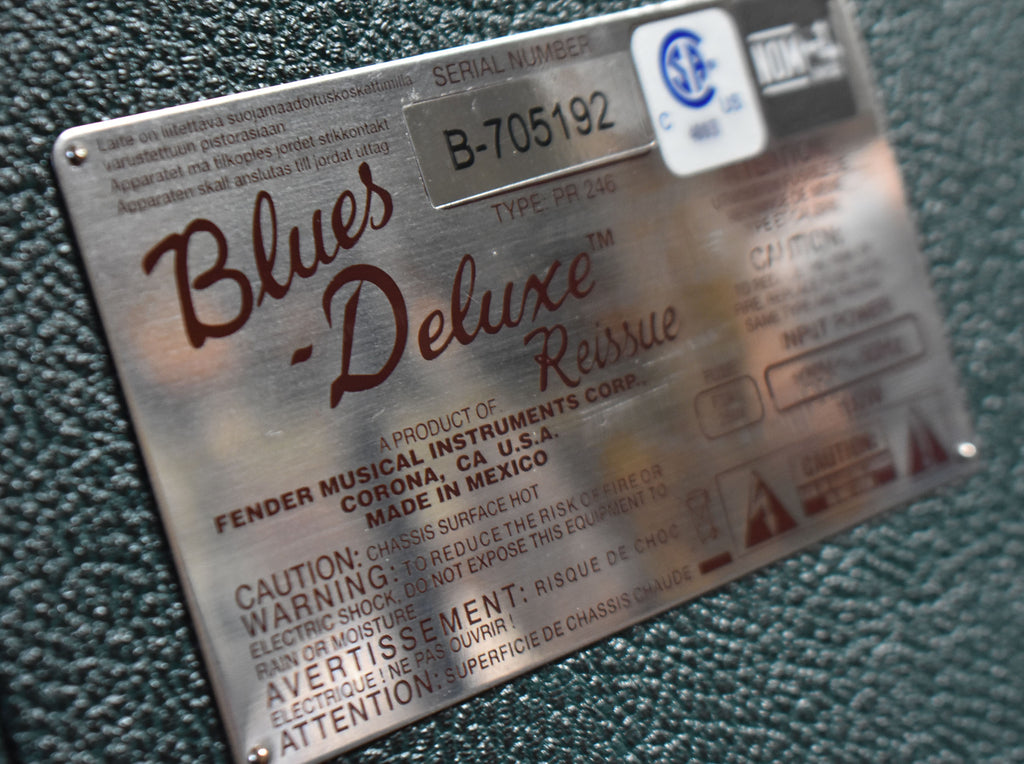 Laite on liitettävä suojamaadoituskoskettimilla
varustettuun pistorasiaan
Apparatet må tilkoples jordet stikkontakt
Apparaten skall anslutas till jordat uttag
SERIAL NUMBER
B-705192
TYPE: PR 246
CSA
C US
NOM
Blues
-Deluxe™
Reissue
A PRODUCT OF
FENDER MUSICAL INSTRUMENTS CORP.
CORONA, CA U.S.A.
MADE IN MEXICO
CAUTION: CHASSIS SURFACE HOT
WARNING: TO REDUCE THE RISK OF FIRE OR
ELECTRIC SHOCK, DO NOT EXPOSE THIS EQUIPMENT TO
RAIN OR MOISTURE
AVERTISSEMENT: RISQUE DE CHOC
ELECTRIQUE! NE PAS OUVRIR!
ATTENTION: SUPERFICIE DE CHASSIS CHAUDE
CAUTION:
INPUT POWER
CAUTION